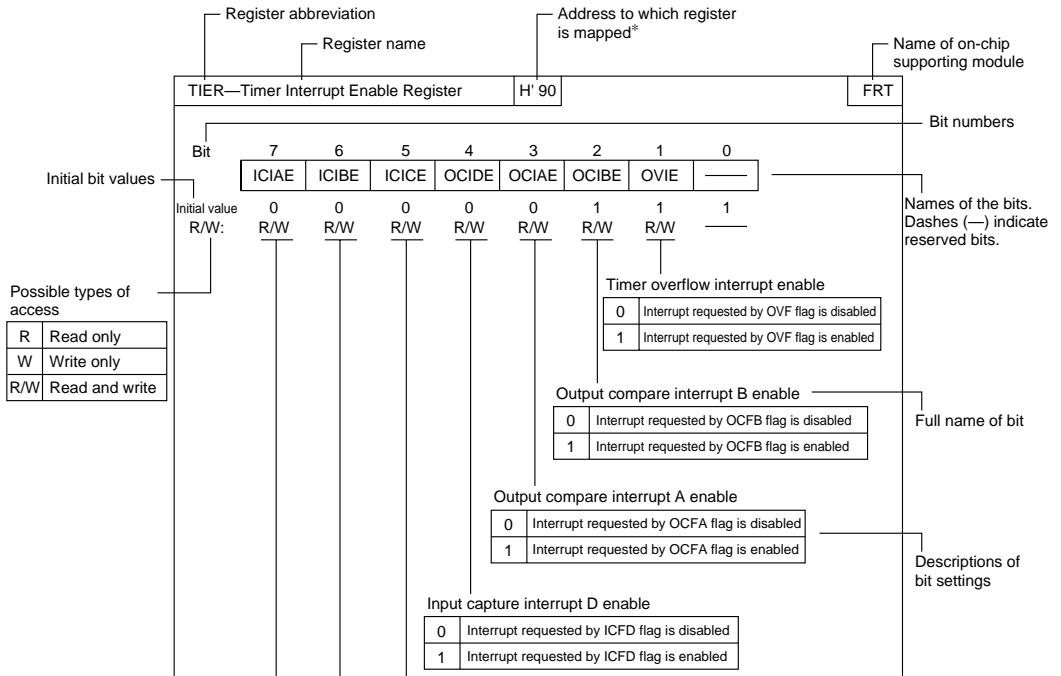 Register abbreviation
Register name
Address to which register
is mapped*
Name of on-chip
supporting module
TIER—Timer Interrupt Enable Register H' 90 FRT
Bit numbers
Bit 7 6 5 4 3 2 1 0
ICIAE ICIBE ICICE OCIDE OCIAE OCIBE OVIE —
Initial bit values
Initial value 0 0 0 0 0 1 1 1
R/W: R/W R/W R/W R/W R/W R/W R/W —
Names of the bits.
Dashes (—) indicate
reserved bits.
Possible types of
access
R Read only
W Write only
R/W Read and write
Timer overflow interrupt enable
0 Interrupt requested by OVF flag is disabled
1 Interrupt requested by OVF flag is enabled
Output compare interrupt B enable
0 Interrupt requested by OCFB flag is disabled
1 Interrupt requested by OCFB flag is enabled
Full name of bit
Output compare interrupt A enable
0 Interrupt requested by OCFA flag is disabled
1 Interrupt requested by OCFA flag is enabled
Descriptions of
bit settings
Input capture interrupt D enable
0 Interrupt requested by ICFD flag is disabled
1 Interrupt requested by ICFD flag is enabled